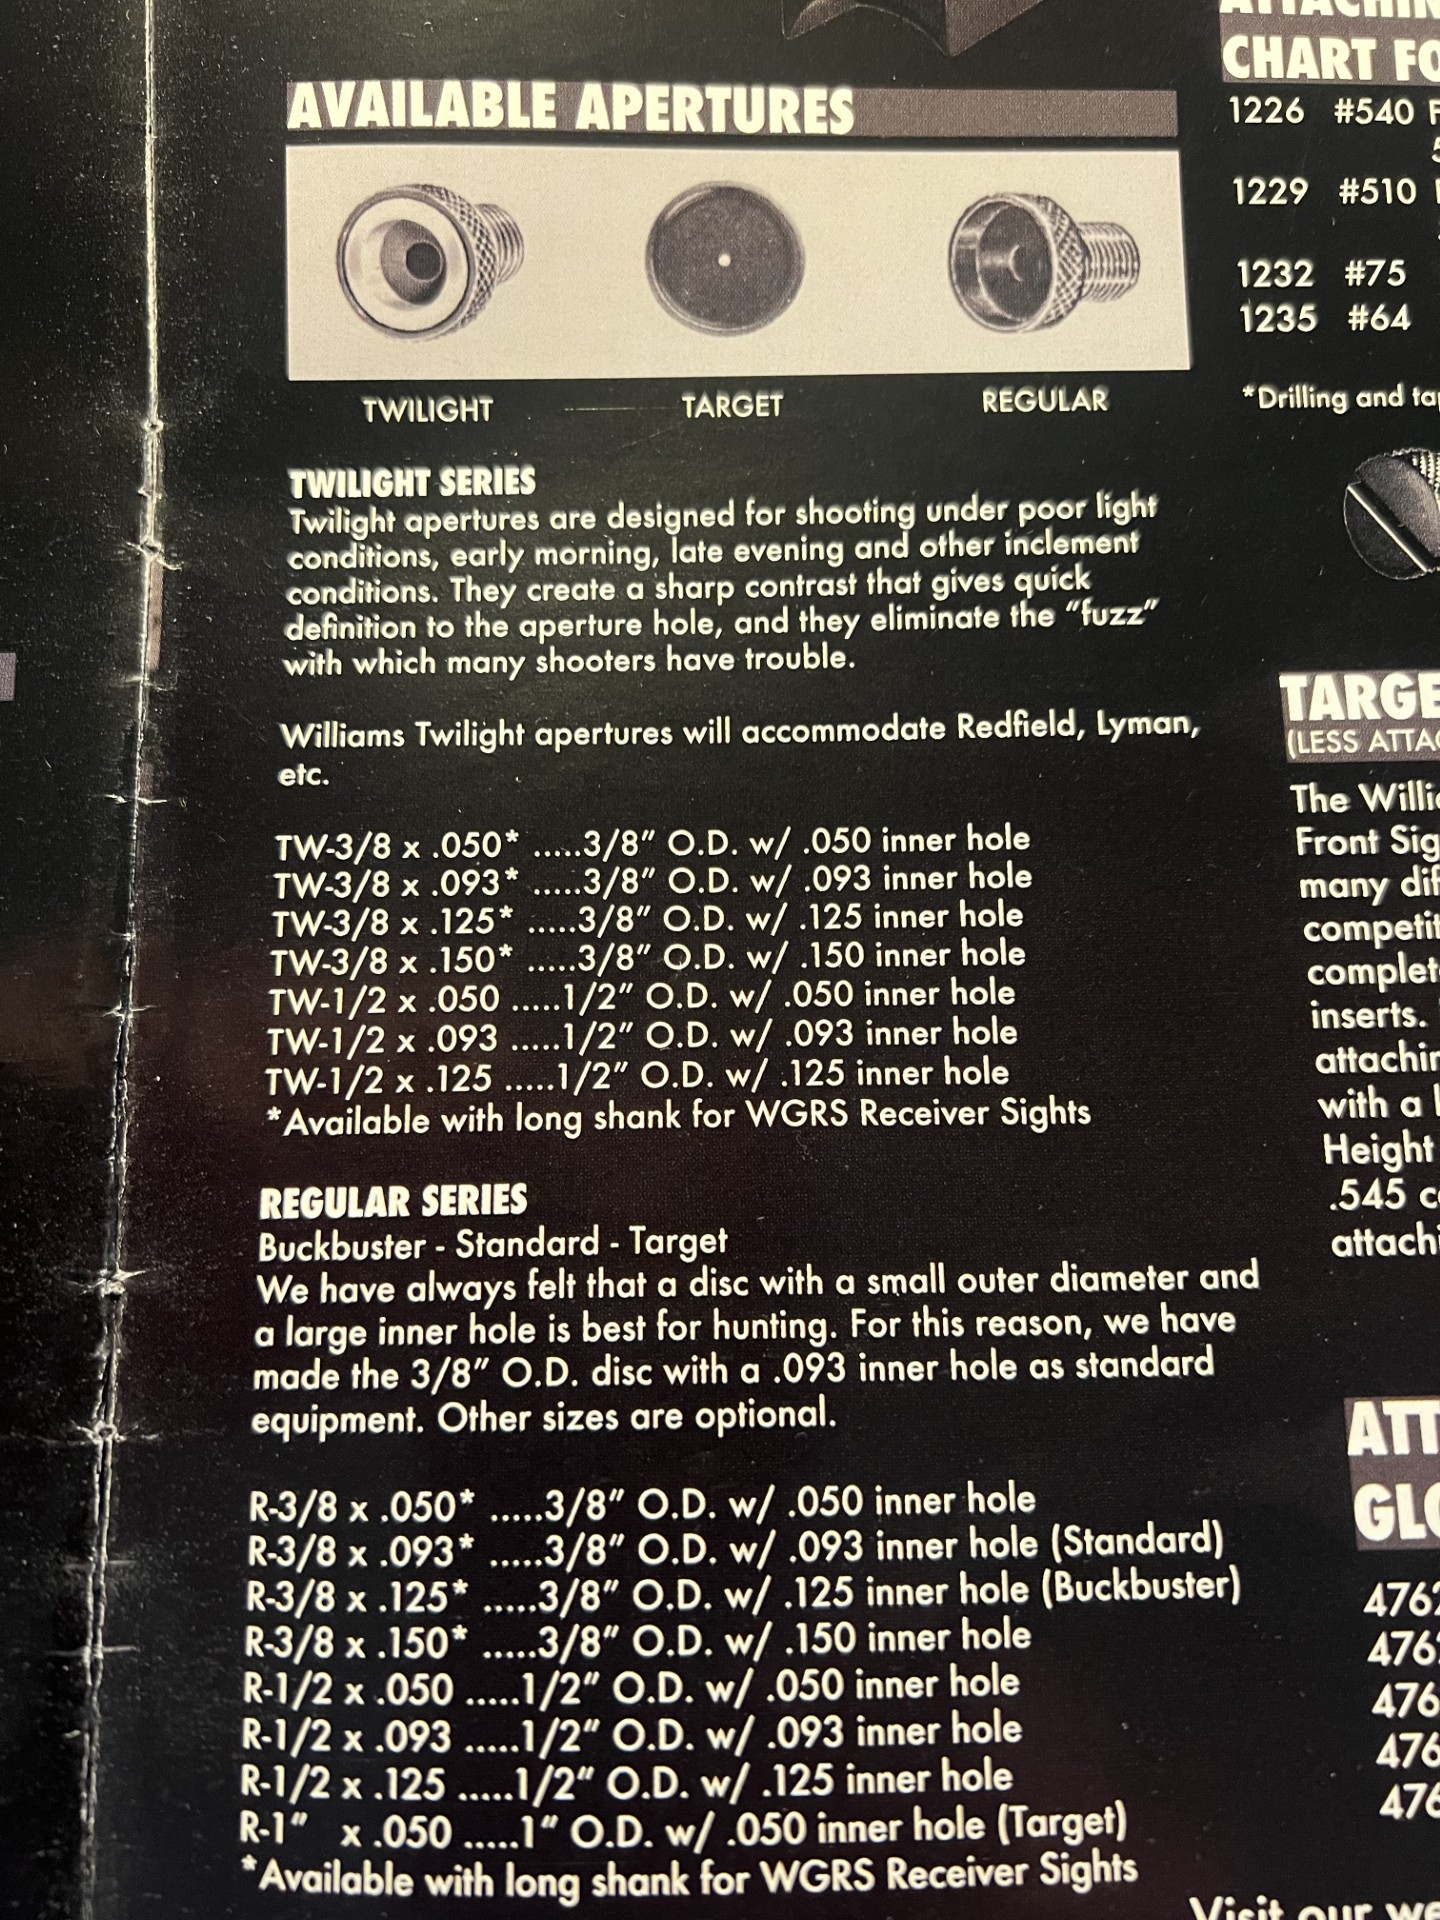 AVAILABLE APERTURES
TWILIGHT TARGET REGULAR
TWILIGHT SERIES
Twilight apertures are designed for shooting under poor light
conditions, early morning, late evening and other inclement
conditions. They create a sharp contrast that gives quick
definition to the aperture hole, and they eliminate the "fuzz"
with which many shooters have trouble.
Williams Twilight apertures will accommodate Redfield, Lyman,
etc.
TW-3/8 x .050* .....3/8" O.D. w/ .050 inner hole
TW-3/8 x .093* .....3/8" O.D. w/ .093 inner hole
TW-3/8 x .125* .....3/8" O.D. w/ .125 inner hole
TW-3/8 x .150* .....3/8" O.D. w/ .150 inner hole
TW-1/2 x .050 .....1/2" O.D. w/ .050 inner hole
TW-1/2 x .093 .....1/2" O.D. w/ .093 inner hole
TW-1/2 x .125 .....1/2" O.D. w/ .125 inner hole
*Available with long shank for WGRS Receiver Sights
REGULAR SERIES
Buckbuster - Standard - Target
We have always felt that a disc with a small outer diameter and
a large inner hole is best for hunting. For this reason, we have
made the 3/8" O.D. disc with a .093 inner hole as standard
equipment. Other sizes are optional.
R-3/8 x .050* .....3/8" O.D. w/ .050 inner hole
R-3/8 x .093* .....3/8" O.D. w/ .093 inner hole (Standard)
R-3/8 x .125* .....3/8" O.D. w/ .125 inner hole (Buckbuster)
R-3/8 x .150* .....3/8" O.D. w/ .150 inner hole
R-1/2 x .050 .....1/2" O.D. w/ .050 inner hole
R-1/2 x .093 .....1/2" O.D. w/ .093 inner hole
R-1/2 x .125 .....1/2" O.D. w/ .125 inner hole
R-1" x .050 .....1" O.D. w/ .050 inner hole (Target)
*Available with long shank for WGRS Receiver Sights
CHART
1226 #540
1229 #510
1232 #75
1235 #64
*Drilling and
(LESS
The
Front
many
inserts.
with a
Height
.545
Visit our